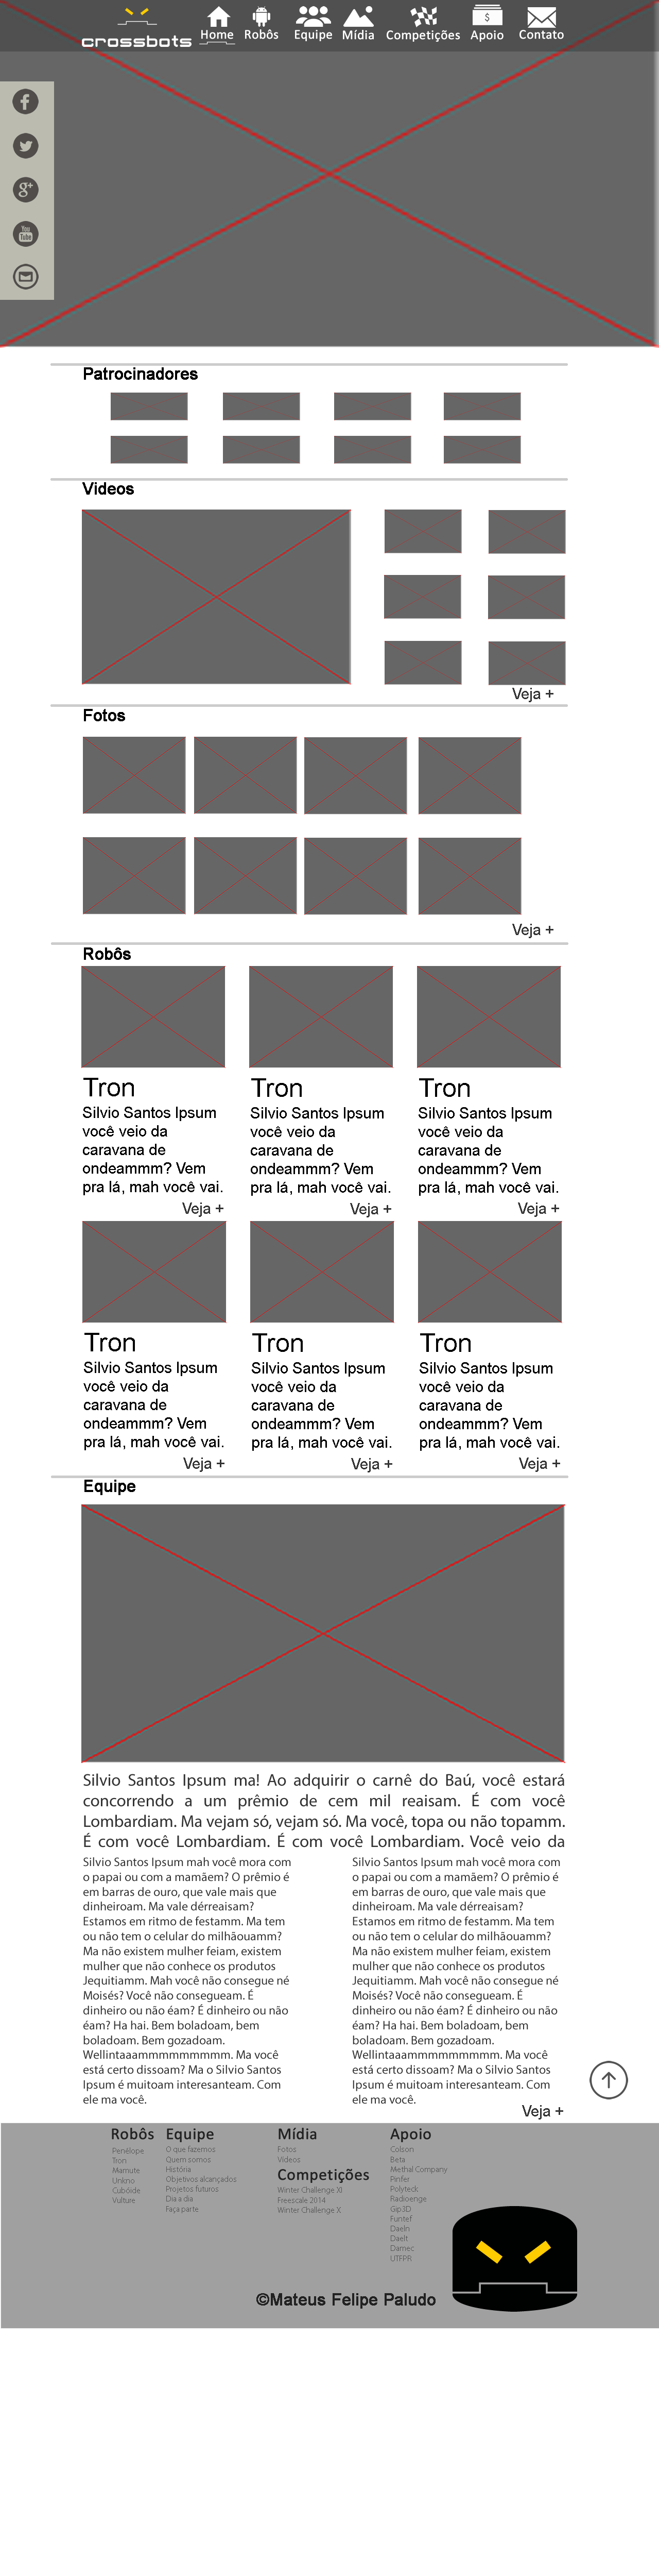 crossbots
Home Robôs Equipe Mídia Competições Apoio Contato
You
Tube
Patrocinadores
Videos
Veja +
Fotos
Veja +
Robôs
Tron
Silvio Santos Ipsum
você veio da
caravana de
ondeammm? Vem
pra lá, mah você vai.
Veja +
Tron
Silvio Santos Ipsum
você veio da
caravana de
ondeammm? Vem
pra lá, mah você vai.
Veja +
Tron
Silvio Santos Ipsum
você veio da
caravana de
ondeammm? Vem
pra lá, mah você vai.
Veja +
Tron
Silvio Santos Ipsum
você veio da
caravana de
ondeammm? Vem
pra lá, mah você vai.
Veja +
Tron
Silvio Santos Ipsum
você veio da
caravana de
ondeammm? Vem
pra lá, mah você vai.
Veja +
Tron
Silvio Santos Ipsum
você veio da
caravana de
ondeammm? Vem
pra lá, mah você vai.
Veja +
Equipe
Silvio Santos Ipsum ma! Ao adquirir o carnê do Baú, você estará
concorrendo a um prêmio de cem mil reaisam. É com você
Lombardiam. Ma vejam só, vejam só. Ma você, topa ou não topamm.
É com você Lombardiam. É com você Lombardiam. Você veio da
Silvio Santos Ipsum mah você mora com
o papai ou com a mamãem? O prêmio é
em barras de ouro, que vale mais que
dinheiroam. Ma vale dérreaisam?
Estamos em ritmo de festamm. Ma tem
ou não tem o celular do milhãouamm?
Ma não existem mulher feiam, existem
mulher que não conhece os produtos
Jequitiamm. Mah você não consegue né
Moisés? Você não consegueam. É
dinheiro ou não éam? É dinheiro ou não
éam? Ha hai. Bem boladoam, bem
boladoam. Bem gozadoam.
Wellintaaammmmmmmmm. Ma você
está certo dissoam? Ma o Silvio Santos
Ipsum é muitoam interesanteam. Com
ele ma você.
Silvio Santos Ipsum mah você mora com
o papai ou com a mamãem? O prêmio é
em barras de ouro, que vale mais que
dinheiroam. Ma vale dérreaisam?
Estamos em ritmo de festamm. Ma tem
ou não tem o celular do milhãouamm?
Ma não existem mulher feiam, existem
mulher que não conhece os produtos
Jequitiamm. Mah você não consegue né
Moisés? Você não consegueam. É
dinheiro ou não éam? É dinheiro ou não
éam? Ha hai. Bem boladoam, bem
boladoam. Bem gozadoam.
Wellintaaammmmmmmmm. Ma você
está certo dissoam? Ma o Silvio Santos
Ipsum é muitoam interesanteam. Com
ele ma você.
Veja +
Robôs
Penélope
Tron
Mamute
Unkno
Cubóide
Vulture
Equipe
O que fazemos
Quem somos
História
Objetivos alcançados
Projetos futuros
Dia a dia
Faça parte
Mídia
Fotos
Videos
Competições
Winter Challenge XI
Freescale 2014
Winter Challenge X
Apoio
Colson
Beta
Methal Company
Pinfer
Polyteck
Radioenge
Gip3D
Funtef
Daeln
Daelt
Damec
UTFPR
©Mateus Felipe Paludo